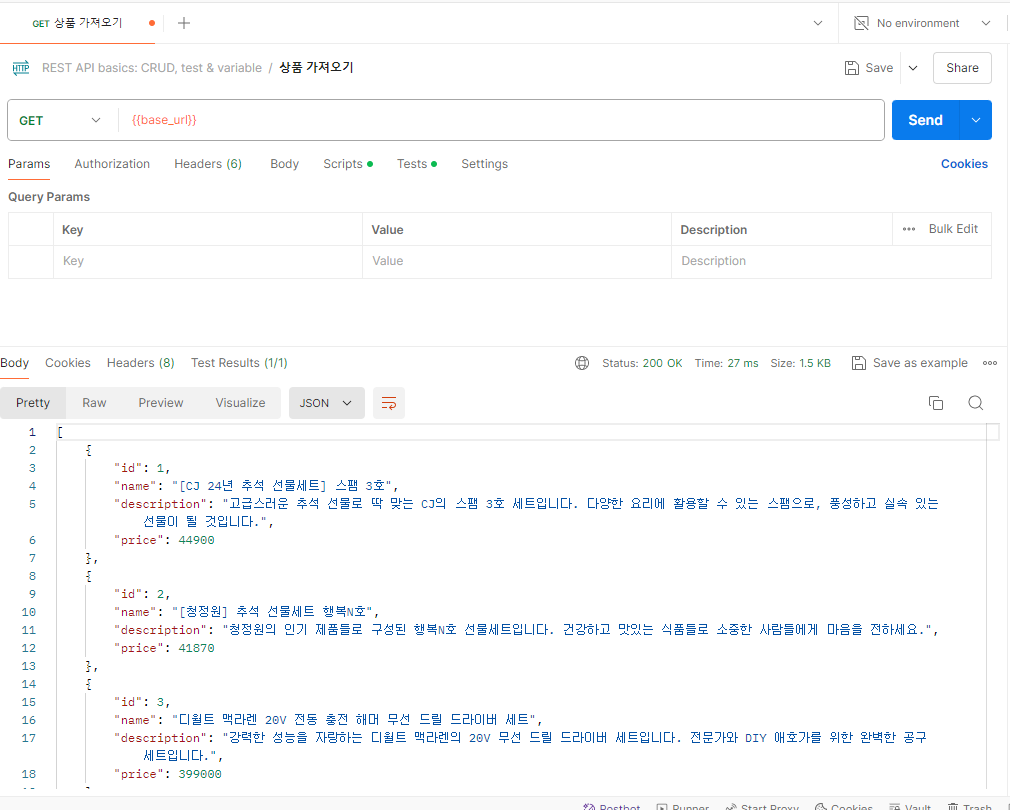 GET 상품 가져오기
No environment
HTTP REST API basics: CRUD, test & variable / 상품 가져오기 Save Share
GET {{base_url}} Send
Params Authorization Headers (6) Body Scripts Tests Settings Cookies
Query Params
Key Value Description Bulk Edit
Key Value Description
Body Cookies Headers (8) Test Results (1/1) Status: 200 OK Time: 27 ms Size: 1.5 KB Save as example
Pretty Raw Preview Visualize JSON
1 [
2 {
3 "id": 1,
4 "name": "[CJ 24년 추석 선물세트] 스팸 3호",
5 "description": "고급스러운 추석 선물로 딱 맞는 CJ의 스팸 3호 세트입니다. 다양한 요리에 활용할 수 있는 스팸으로, 풍성하고 실속 있는
선물이 될 것입니다.",
6 "price": 44900
7 },
8 {
9 "id": 2,
10 "name": "[청정원] 추석 선물세트 행복N호",
11 "description": "청정원의 인기 제품들로 구성된 행복N호 선물세트입니다. 건강하고 맛있는 식품들로 소중한 사람들에게 마음을 전하세요.",
12 "price": 41870
13 },
14 {
15 "id": 3,
16 "name": "디월트 맥라렌 20V 전동 충전 해머 무선 드릴 드라이버 세트",
17 "description": "강력한 성능을 자랑하는 디월트 맥라렌의 20V 무선 드릴 드라이버 세트입니다. 전문가와 DIY 애호가를 위한 완벽한 공구
세트입니다.",
18 "price": 399000
Postbot Runner Start Proxy Cookies Vault Trash